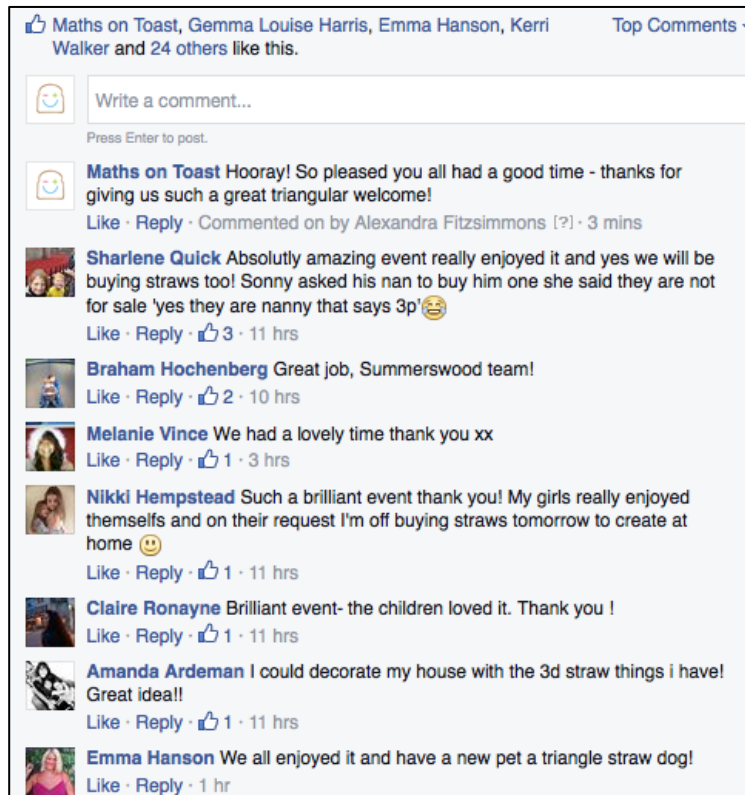 Maths on Toast, Gemma Louise Harris, Emma Hanson, Kerri Top Comments
Walker and 24 others like this.
Write a comment...
Press Enter to post.
Maths on Toast Hooray! So pleased you all had a good time - thanks for
giving us such a great triangular welcome!
Like · Reply · Commented on by Alexandra Fitzsimmons [?] · 3 mins
Sharlene Quick Absolutly amazing event really enjoyed it and yes we will be
buying straws too! Sonny asked his nan to buy him one she said they are not
for sale 'yes they are nanny that says 3p'😂
Like · Reply · 3 · 11 hrs
Braham Hochenberg Great job, Summerswood team!
Like · Reply · 2 · 10 hrs
Melanie Vince We had a lovely time thank you xx
Like · Reply · 1 · 3 hrs
Nikki Hempstead Such a brilliant event thank you! My girls really enjoyed
themselfs and on their request I'm off buying straws tomorrow to create at
home 🙂
Like · Reply · 1 · 11 hrs
Claire Ronayne Brilliant event- the children loved it. Thank you !
Like · Reply · 1 · 11 hrs
Amanda Ardeman I could decorate my house with the 3d straw things i have!
Great idea!!
Like · Reply · 1 · 11 hrs
Emma Hanson We all enjoyed it and have a new pet a triangle straw dog!
Like · Reply · 1 hr